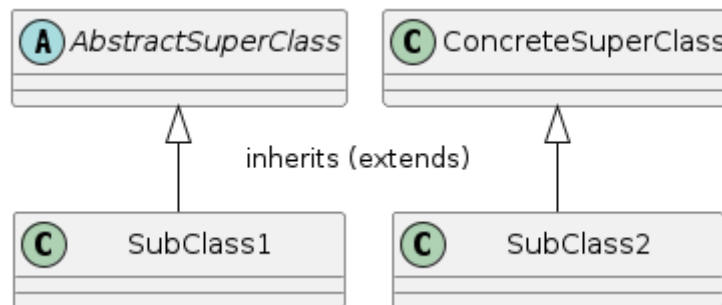 A AbstractSuperClass
C ConcreteSuperClass
inherits (extends)
C SubClass1
C SubClass2